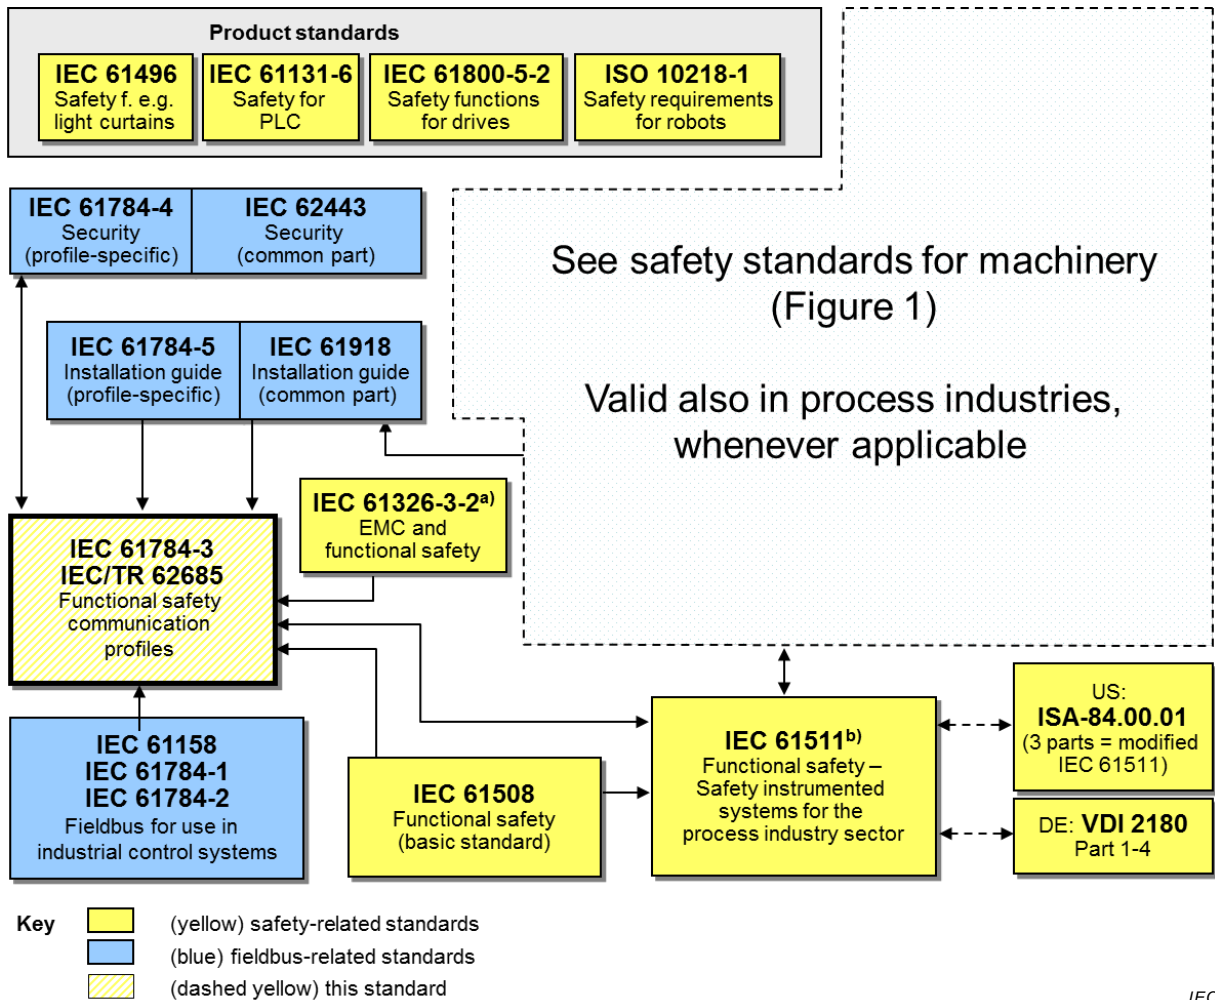 Product standards
IEC 61496
Safety f. e.g.
light curtains
IEC 61131-6
Safety for
PLC
IEC 61800-5-2
Safety functions
for drives
ISO 10218-1
Safety requirements
for robots
IEC 61784-4
Security
(profile-specific)
IEC 62443
Security
(common part)
See safety standards for machinery
(Figure 1)
Valid also in process industries,
whenever applicable
IEC 61784-5
Installation guide
(profile-specific)
IEC 61918
Installation guide
(common part)
IEC 61326-3-2a)
EMC and
functional safety
IEC 61784-3
IEC/TR 62685
Functional safety
communication
profiles
IEC 61158
IEC 61784-1
IEC 61784-2
Fieldbus for use in
industrial control systems
IEC 61508
Functional safety
(basic standard)
IEC 61511b)
Functional safety –
Safety instrumented
systems for the
process industry sector
US:
ISA-84.00.01
(3 parts = modified
IEC 61511)
DE: VDI 2180
Part 1-4
Key
(yellow) safety-related standards
(blue) fieldbus-related standards
(dashed yellow) this standard
IEC